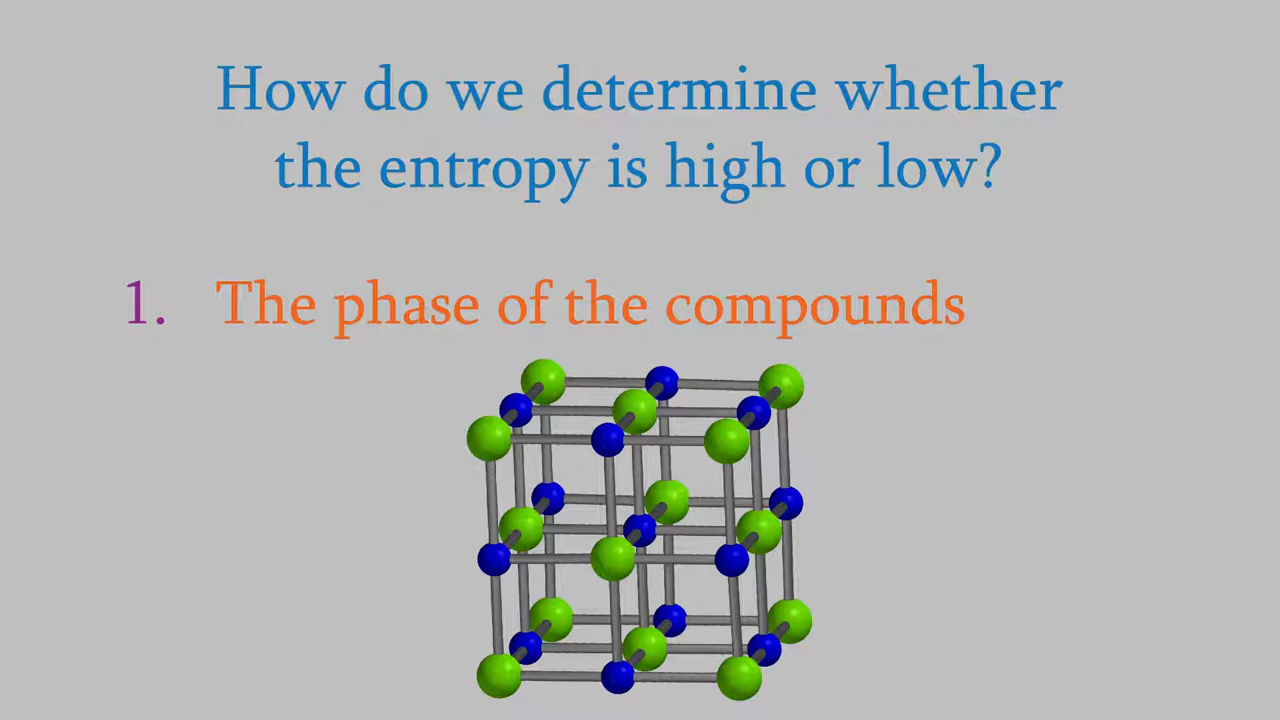 How do we determine whether
the entropy is high or low?
1. The phase of the compounds